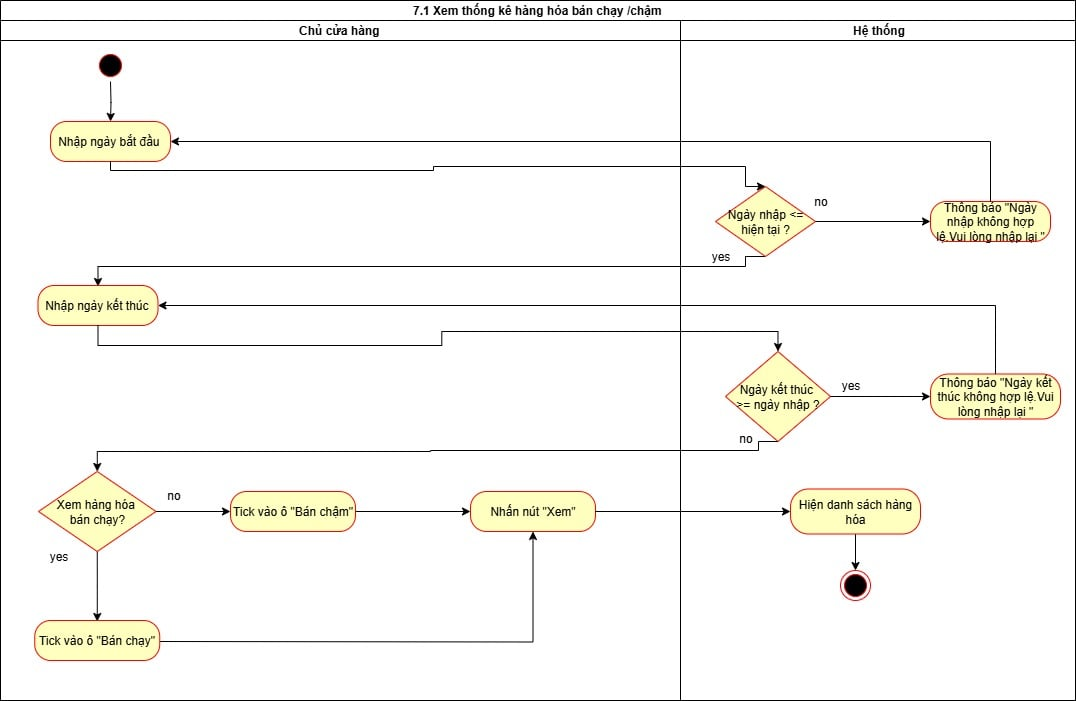 7.1 Xem thống kê hàng hóa bán chạy /chậm
Chủ cửa hàng
Hệ thống
Nhập ngày bắt đầu
Ngày nhập <=
hiện tại ?
no
Thông báo "Ngày
nhập không hợp
lệ.Vui lòng nhập lại "
yes
Nhập ngày kết thúc
Ngày kết thúc
>= ngày nhập ?
yes
Thông báo "Ngày kết
thúc không hợp lệ.Vui
lòng nhập lại "
no
Xem hàng hóa
bán chạy?
no
Tick vào ô "Bán chậm"
Nhấn nút "Xem"
Hiện danh sách hàng
hóa
yes
Tick vào ô "Bán chạy"